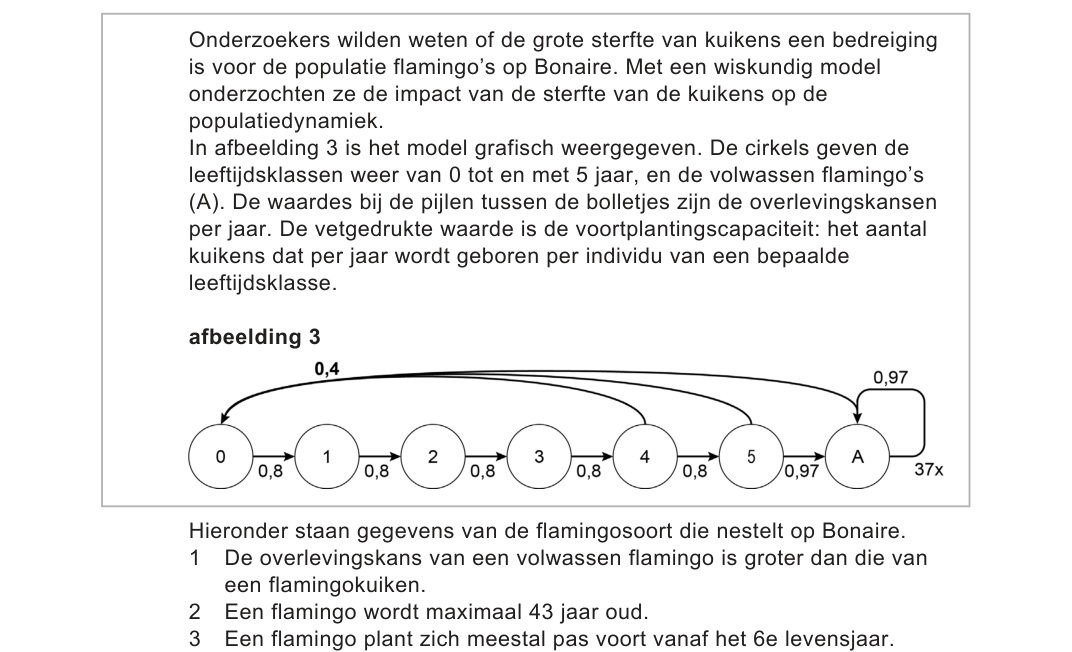 Onderzoekers wilden weten of de grote sterfte van kuikens een bedreiging
is voor de populatie flamingo's op Bonaire. Met een wiskundig model
onderzochten ze de impact van de sterfte van de kuikens op de
populatiedynamiek.
In afbeelding 3 is het model grafisch weergegeven. De cirkels geven de
leeftijdsklassen weer van 0 tot en met 5 jaar, en de volwassen flamingo's
(A). De waardes bij de pijlen tussen de bolletjes zijn de overlevingskansen
per jaar. De vetgedrukte waarde is de voortplantingscapaciteit: het aantal
kuikens dat per jaar wordt geboren per individu van een bepaalde
leeftijdsklasse.
afbeelding 3
0,4
0,97
0 1 2 3 4 5 A
0,8 0,8 0,8 0,8 0,8 0,97 37x
Hieronder staan gegevens van de flamingosoort die nestelt op Bonaire.
1 De overlevingskans van een volwassen flamingo is groter dan die van
een flamingokuiken.
2 Een flamingo wordt maximaal 43 jaar oud.
3 Een flamingo plant zich meestal pas voort vanaf het 6e levensjaar.